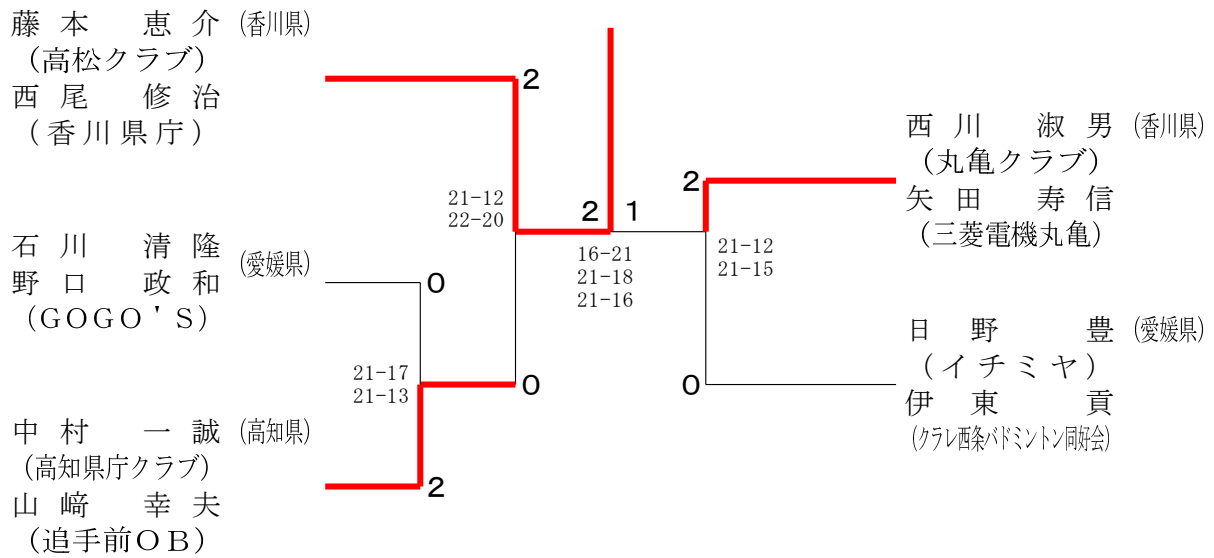 藤本 恵介 (香川県)
(高松クラブ)
西尾 修治
(香川県庁)
石川 清隆
野口 政和
(愛媛県)
(GOGO'S)
中村 一誠 (高知県)
(高知県庁クラブ)
山﨑 幸夫
(追手前OB)
2
21-12
22-20
0
21-17
21-13
0
2
2 1
16-21
21-18
21-16
2
21-12
21-15
0
西川 淑男 (香川県)
(丸亀クラブ)
矢田 寿信
(三菱電機丸亀)
日野 豊 (愛媛県)
(イチミヤ)
伊東 貢
(クラレ西条バドミントン同好会)